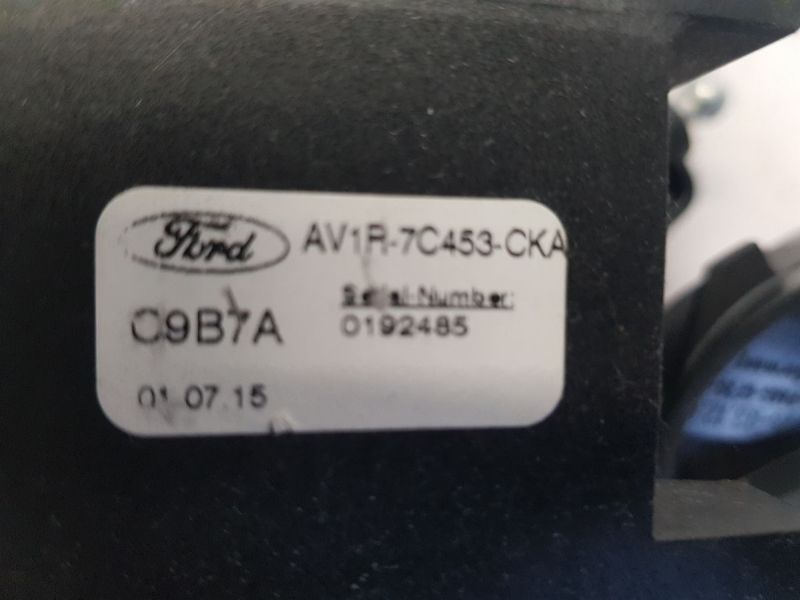 Ford AV1R-7C453-CKA
C9B7A
Serial Number:
0192485
01.07.15